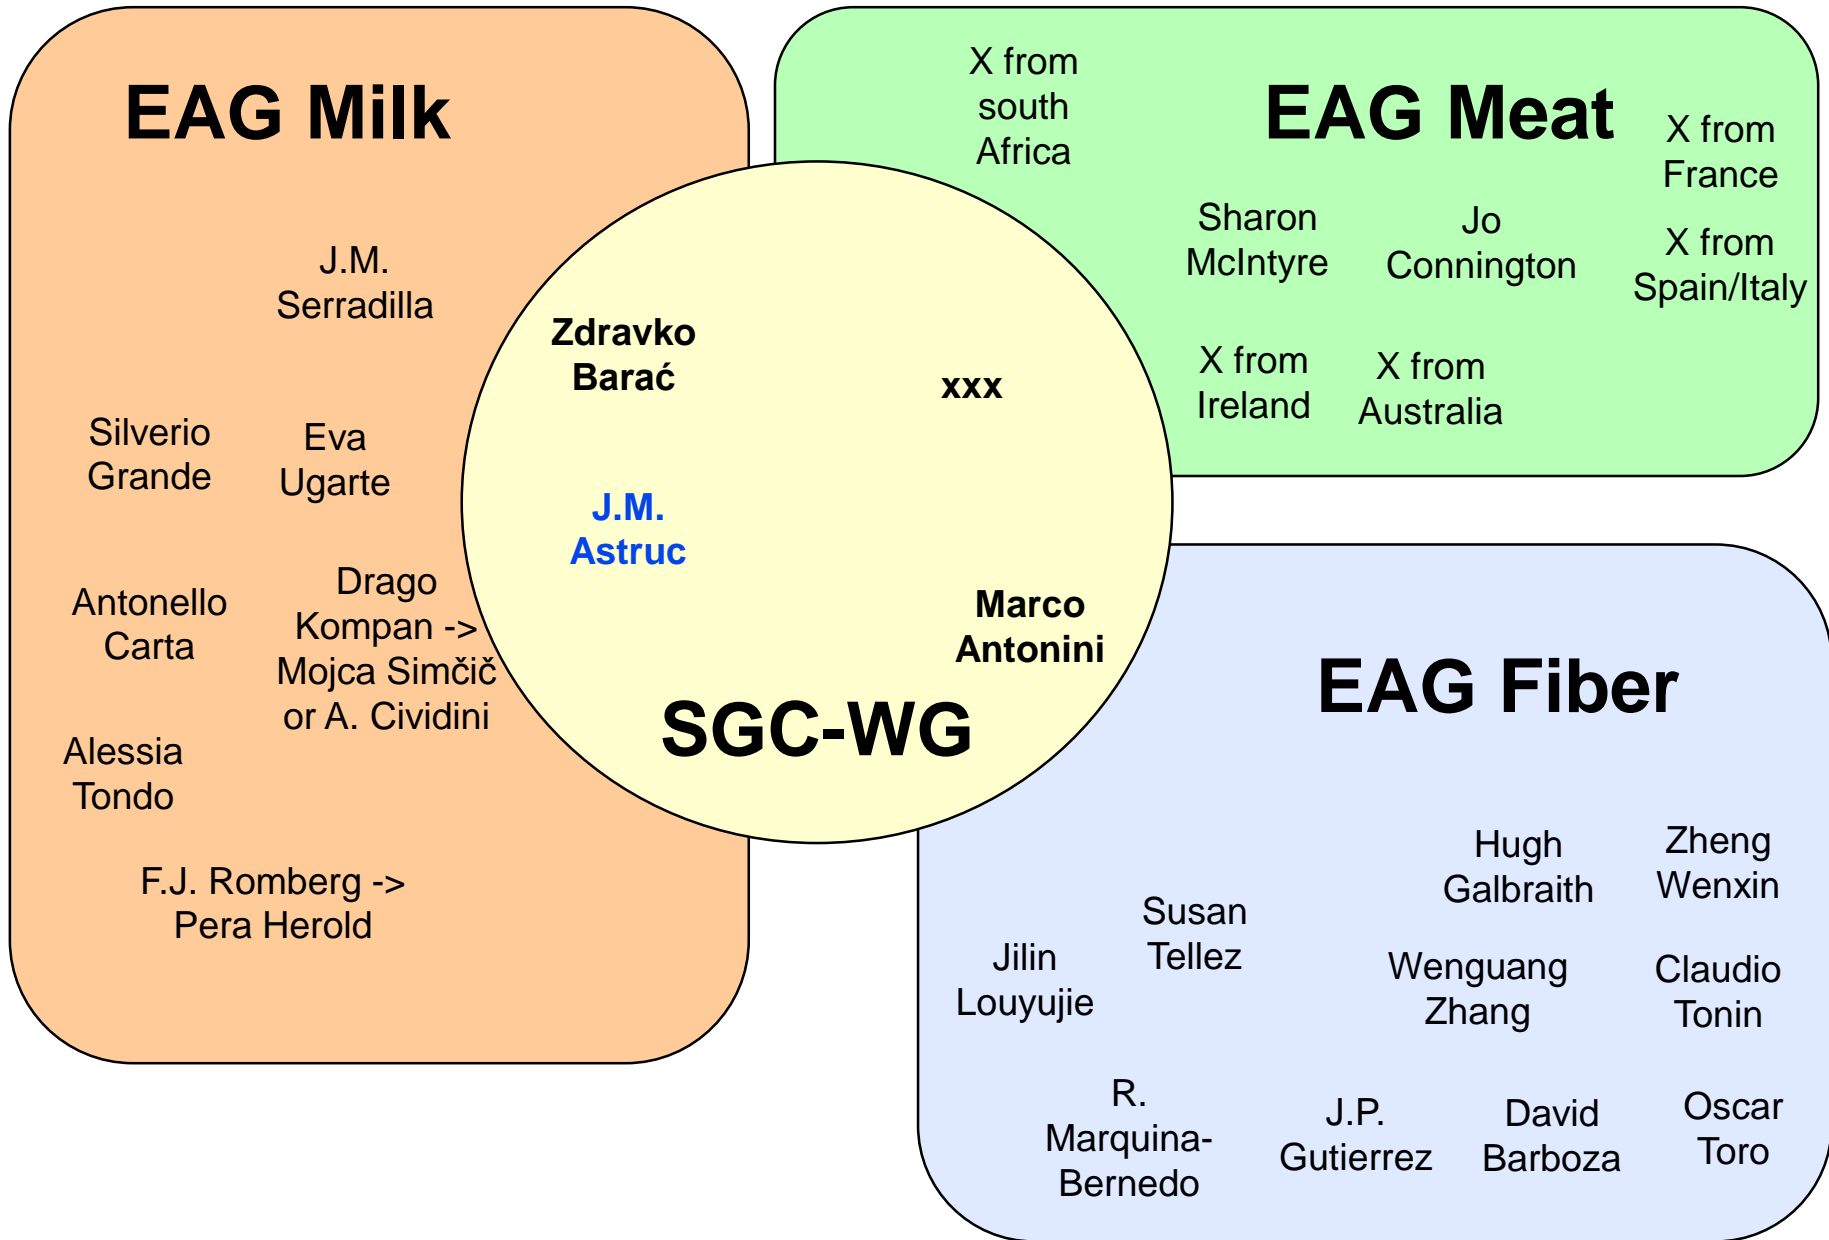 EAG Milk
J.M.
Serradilla
Silverio
Grande
Eva
Ugarte
Antonello
Carta
Drago
Kompan ->
Mojca Simčič
or A. Cividini
Alessia
Tondo
F.J. Romberg ->
Pera Herold
X from
south
Africa
EAG Meat
X from
France
Sharon
McIntyre
Jo
Connington
X from
Spain/Italy
X from
Ireland
X from
Australia
Zdravko
Barać
xxx
J.M.
Astruc
Marco
Antonini
SGC-WG
EAG Fiber
Hugh
Galbraith
Zheng
Wenxin
Susan
Tellez
Jilin
Louyujie
Wenguang
Zhang
Claudio
Tonin
R.
Marquina-
Bernedo
J.P.
Gutierrez
David
Barboza
Oscar
Toro